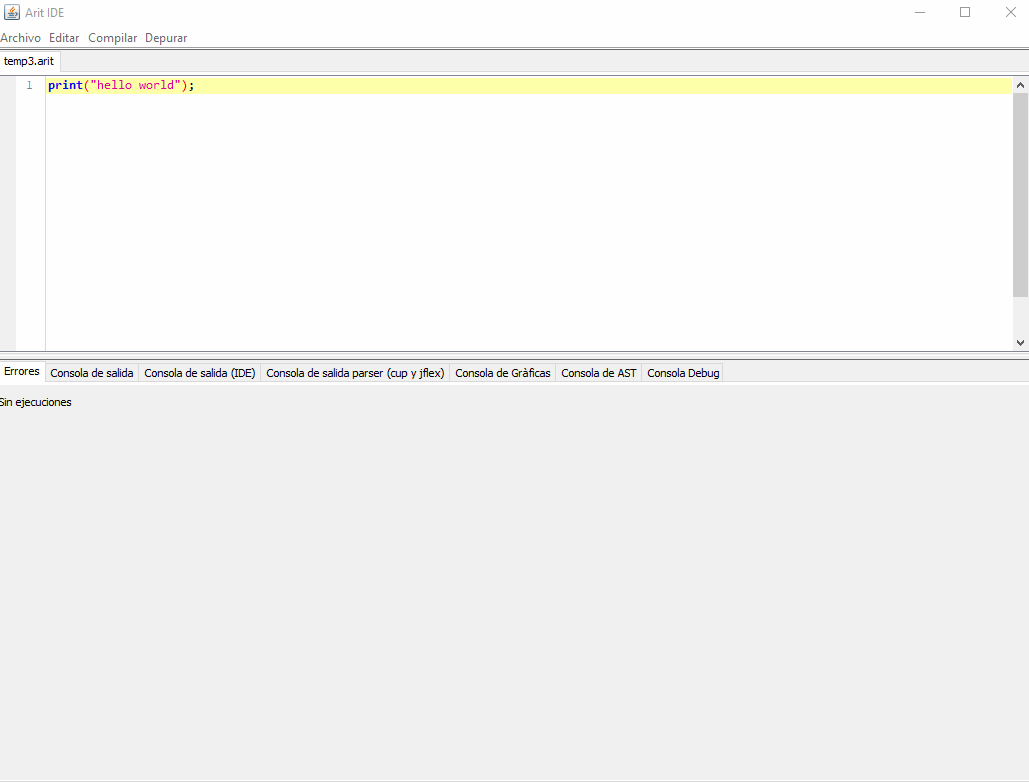 Arit IDE
Archivo Editar Compilar Depurar
temp3.arit
1 print("hello world");
Errores Consola de salida Consola de salida (IDE) Consola de salida parser (cup y jflex) Consola de Gràficas Consola de AST Consola Debug
Sin ejecuciones